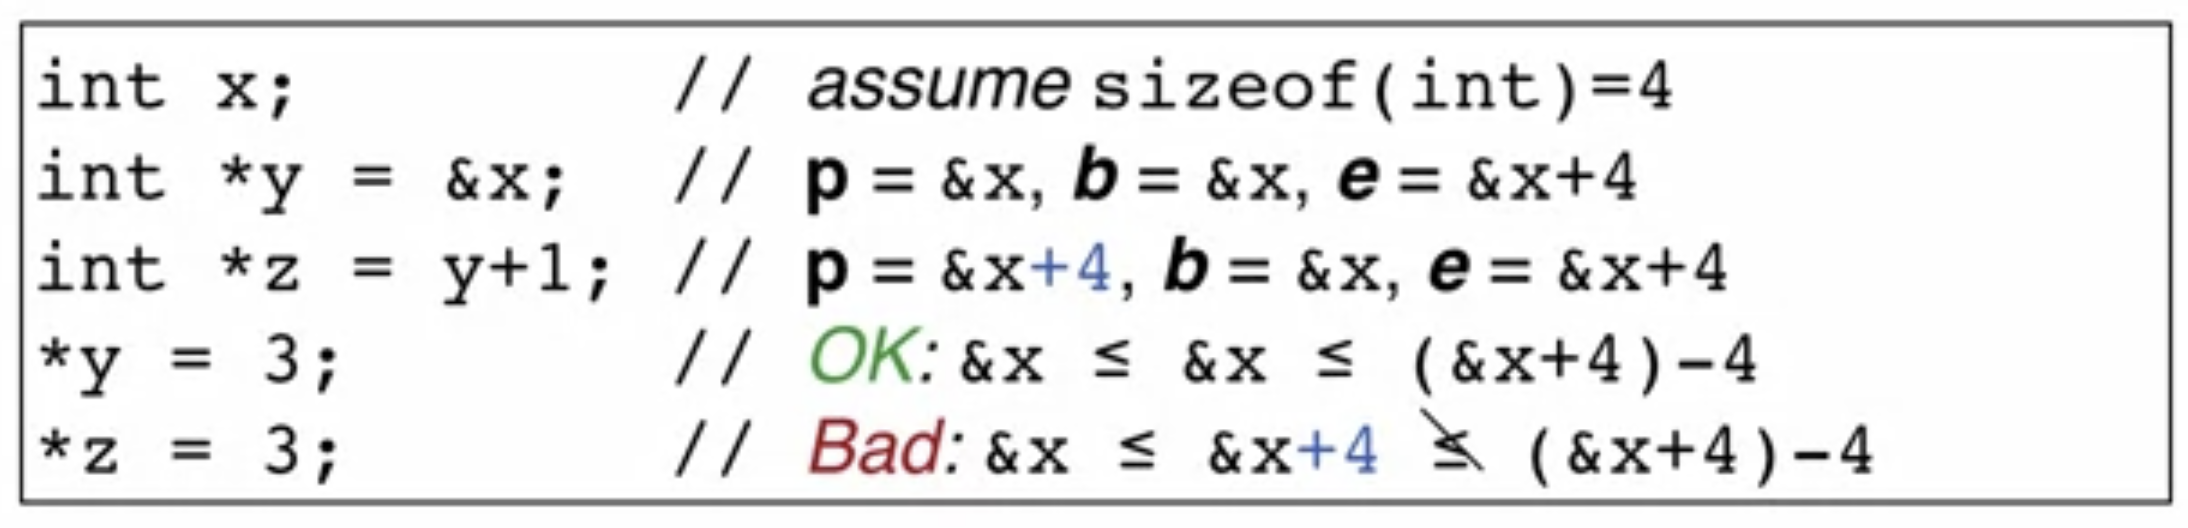 int x; // assume sizeof(int)=4
int *y = &x; // p = &x, b = &x, e = &x+4
int *z = y+1; // p = &x+4, b = &x, e = &x+4
*y = 3; // OK: &x ≤ &x ≤ (&x+4)-4
*z = 3; // Bad: &x ≤ &x+4 ≰ (&x+4)-4